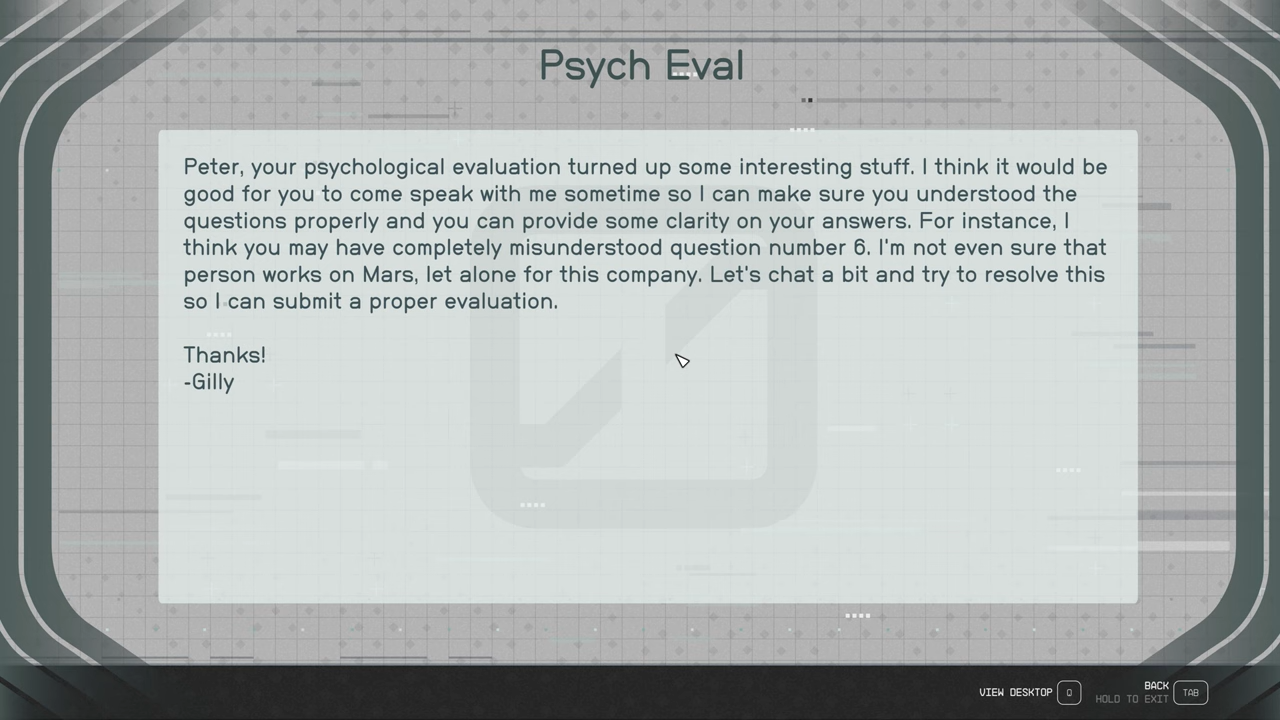 Psych Eval
Peter, your psychological evaluation turned up some interesting stuff. I think it would be
good for you to come speak with me sometime so I can make sure you understood the
questions properly and you can provide some clarity on your answers. For instance, I
think you may have completely misunderstood question number 6. I'm not even sure that
person works on Mars, let alone for this company. Let's chat a bit and try to resolve this
so I can submit a proper evaluation.
Thanks!
-Gilly
VIEW DESKTOP Q
BACK
HOLD TO EXIT TAB